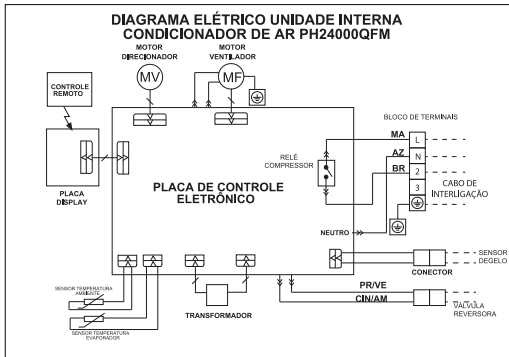 DIAGRAMA ELÉTRICO UNIDADE INTERNA
CONDICIONADOR DE AR PH24000QFM
MOTOR
DIRECIONADOR
MOTOR
VENTILADOR
MV
MF
CONTROLE
REMOTO
PLACA
DISPLAY
BLOCO DE TERMINAIS
MA
L
AZ
N
BR
2
3
RELÉ
COMPRESSOR
CABO DE
INTERLIGAÇÃO
PLACA DE CONTROLE
ELETRÔNICO
NEUTRO
SENSOR
DEGELO
CONECTOR
PR/VE
CIN/AM
VÁLVULA
REVERSORA
SENSOR TEMPERATURA
AMBIENTE
SENSOR TEMPERATURA
EVAPORADOR
TRANSFORMADOR